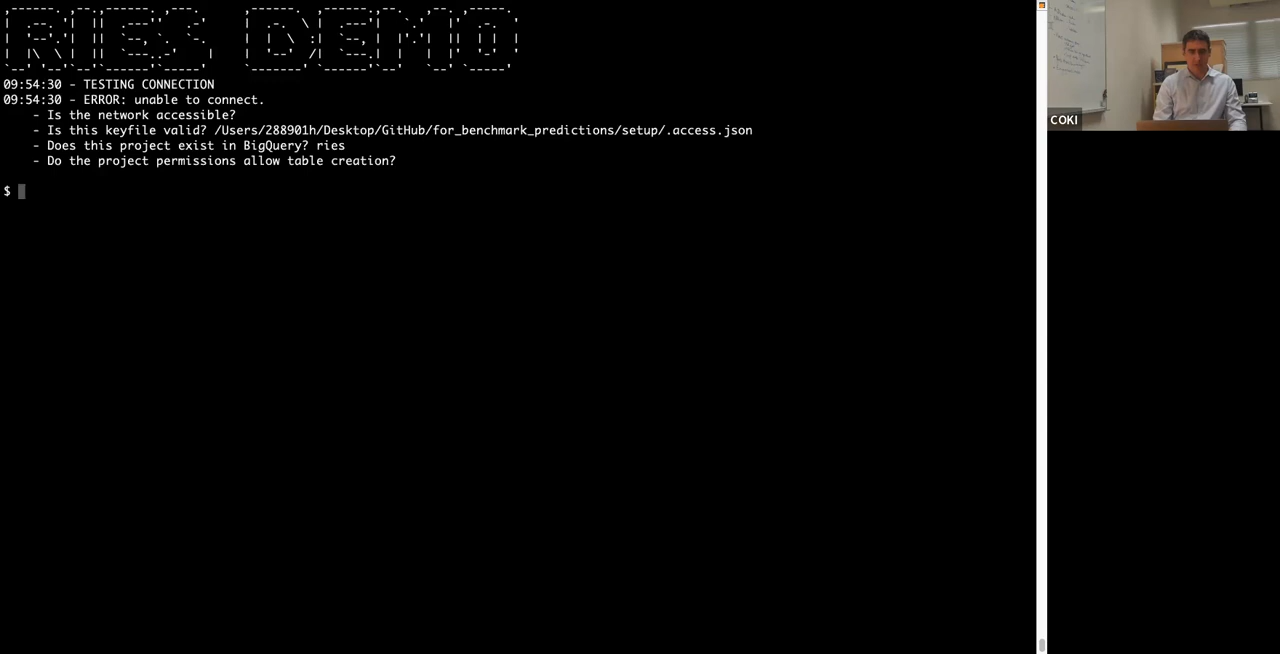 RIES DEMO
09:54:30 - TESTING CONNECTION
09:54:30 - ERROR: unable to connect.
- Is the network accessible?
- Is this keyfile valid? /Users/288901h/Desktop/GitHub/for_benchmark_predictions/setup/.access.json
- Does this project exist in BigQuery? ries
- Do the project permissions allow table creation?
$
COKI